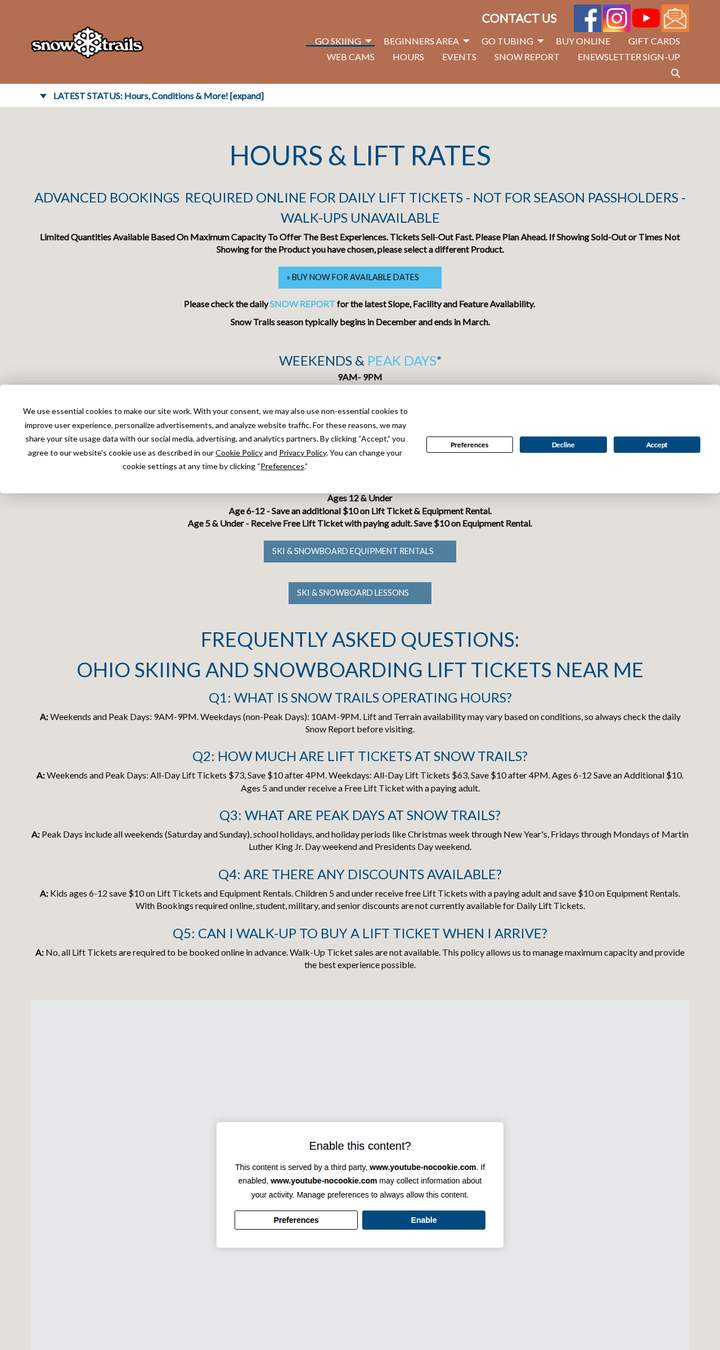 CONTACT US
snow trails
GO SKIING
BEGINNERS AREA
GO TUBING
BUY ONLINE
GIFT CARDS
WEB CAMS
HOURS
EVENTS
SNOW REPORT
ENEWSLETTER SIGN-UP
LATEST STATUS: Hours, Conditions & More! [expand]
HOURS & LIFT RATES
ADVANCED BOOKINGS REQUIRED ONLINE FOR DAILY LIFT TICKETS - NOT FOR SEASON PASSHOLDERS -
WALK-UPS UNAVAILABLE
Limited Quantities Available Based On Maximum Capacity To Offer The Best Experiences. Tickets Sell-Out Fast. Please Plan Ahead. If Showing Sold-Out or Times Not
Showing for the Product you have chosen, please select a different Product.
» BUY NOW FOR AVAILABLE DATES
Please check the daily SNOW REPORT for the latest Slope, Facility and Feature Availability.
Snow Trails season typically begins in December and ends in March.
WEEKENDS & PEAK DAYS*
9AM- 9PM
We use essential cookies to make our site work. With your consent, we may also use non-essential cookies to
improve user experience, personalize advertisements, and analyze website traffic. For these reasons, we may
share your site usage data with our social media, advertising, and analytics partners. By clicking "Accept," you
agree to our website's cookie use as described in our Cookie Policy and Privacy Policy. You can change your
cookie settings at any time by clicking "Preferences."
Preferences
Decline
Accept
Ages 12 & Under
Age 6-12 - Save an additional $10 on Lift Ticket & Equipment Rental.
Age 5 & Under - Receive Free Lift Ticket with paying adult. Save $10 on Equipment Rental.
SKI & SNOWBOARD EQUIPMENT RENTALS
SKI & SNOWBOARD LESSONS
FREQUENTLY ASKED QUESTIONS:
OHIO SKIING AND SNOWBOARDING LIFT TICKETS NEAR ME
Q1: WHAT IS SNOW TRAILS OPERATING HOURS?
A: Weekends and Peak Days: 9AM-9PM. Weekdays (non-Peak Days): 10AM-9PM. Lift and Terrain availability may vary based on conditions, so always check the daily
Snow Report before visiting.
Q2: HOW MUCH ARE LIFT TICKETS AT SNOW TRAILS?
A: Weekends and Peak Days: All-Day Lift Tickets $73, Save $10 after 4PM. Weekdays: All-Day Lift Tickets $63, Save $10 after 4PM. Ages 6-12 Save an Additional $10.
Ages 5 and under receive a Free Lift Ticket with a paying adult.
Q3: WHAT ARE PEAK DAYS AT SNOW TRAILS?
A: Peak Days include all weekends (Saturday and Sunday), school holidays, and holiday periods like Christmas week through New Year's, Fridays through Mondays of Martin
Luther King Jr. Day weekend and Presidents Day weekend.
Q4: ARE THERE ANY DISCOUNTS AVAILABLE?
A: Kids ages 6-12 save $10 on Lift Tickets and Equipment Rentals. Children 5 and under receive free Lift Tickets with a paying adult and save $10 on Equipment Rentals.
With Bookings required online, student, military, and senior discounts are not currently available for Daily Lift Tickets.
Q5: CAN I WALK-UP TO BUY A LIFT TICKET WHEN I ARRIVE?
A: No, all Lift Tickets are required to be booked online in advance. Walk-Up Ticket sales are not available. This policy allows us to manage maximum capacity and provide
the best experience possible.
Enable this content?
This content is served by a third party, www.youtube-nocookie.com. If
enabled, www.youtube-nocookie.com may collect information about
your activity. Manage preferences to always allow this content.
Preferences
Enable